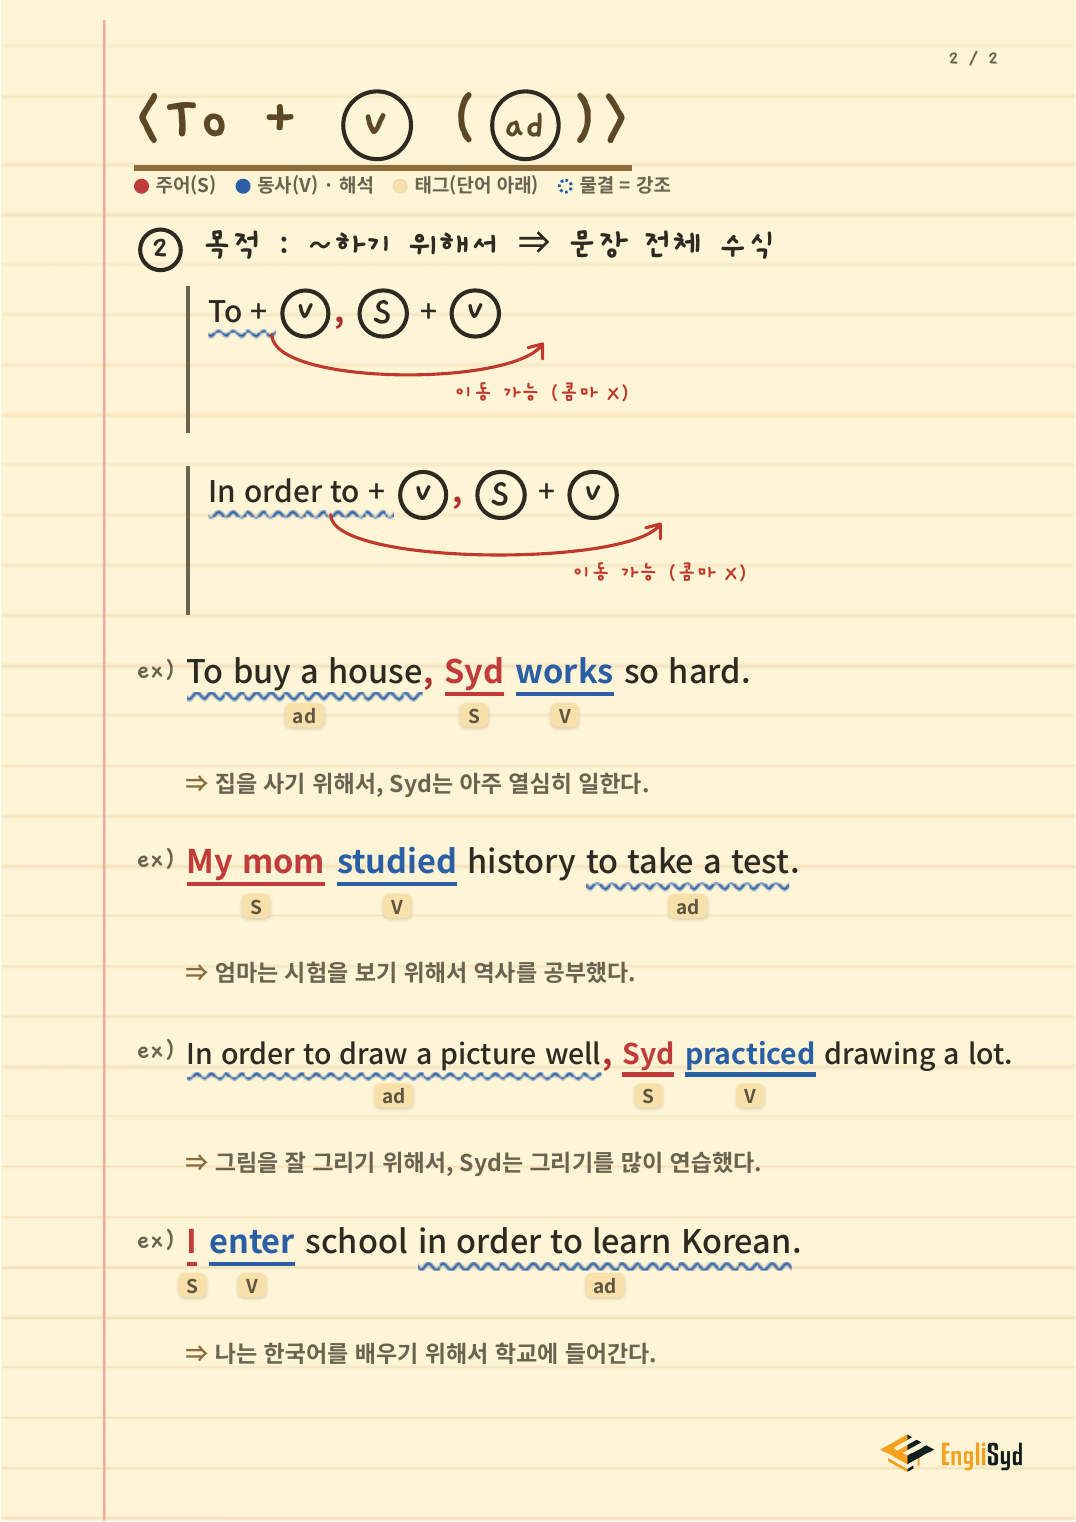 2 / 2
<To + v (ad)>
주어(S) 동사(V) · 해석 태그(단어 아래) 물결 = 강조
2 목적 : ~하기 위해서 ⇒ 문장 전체 수식
To + v, S + v
이동 가능 (콤마 x)
In order to + v, S + v
이동 가능 (콤마 x)
ex) To buy a house, Syd works so hard.
ad S V
⇒ 집을 사기 위해서, Syd는 아주 열심히 일한다.
ex) My mom studied history to take a test.
S V ad
⇒ 엄마는 시험을 보기 위해서 역사를 공부했다.
ex) In order to draw a picture well, Syd practiced drawing a lot.
ad S V
⇒ 그림을 잘 그리기 위해서, Syd는 그리기를 많이 연습했다.
ex) I enter school in order to learn Korean.
S V ad
⇒ 나는 한국어를 배우기 위해서 학교에 들어간다.
EngliSyd